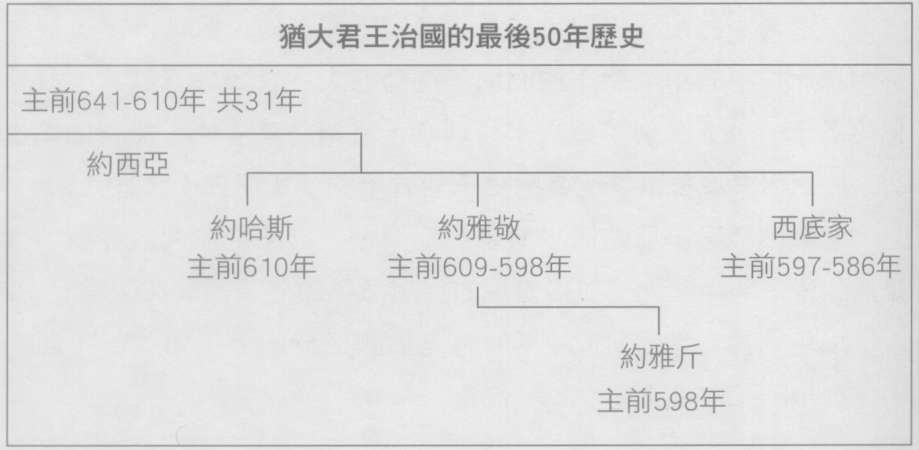 猶大君王治國的最後50年歷史
主前641-610年 共31年
約西亞
約哈斯
約雅敬
西底家
主前610年
主前609-598年
主前597-586年
約雅斤
主前598年